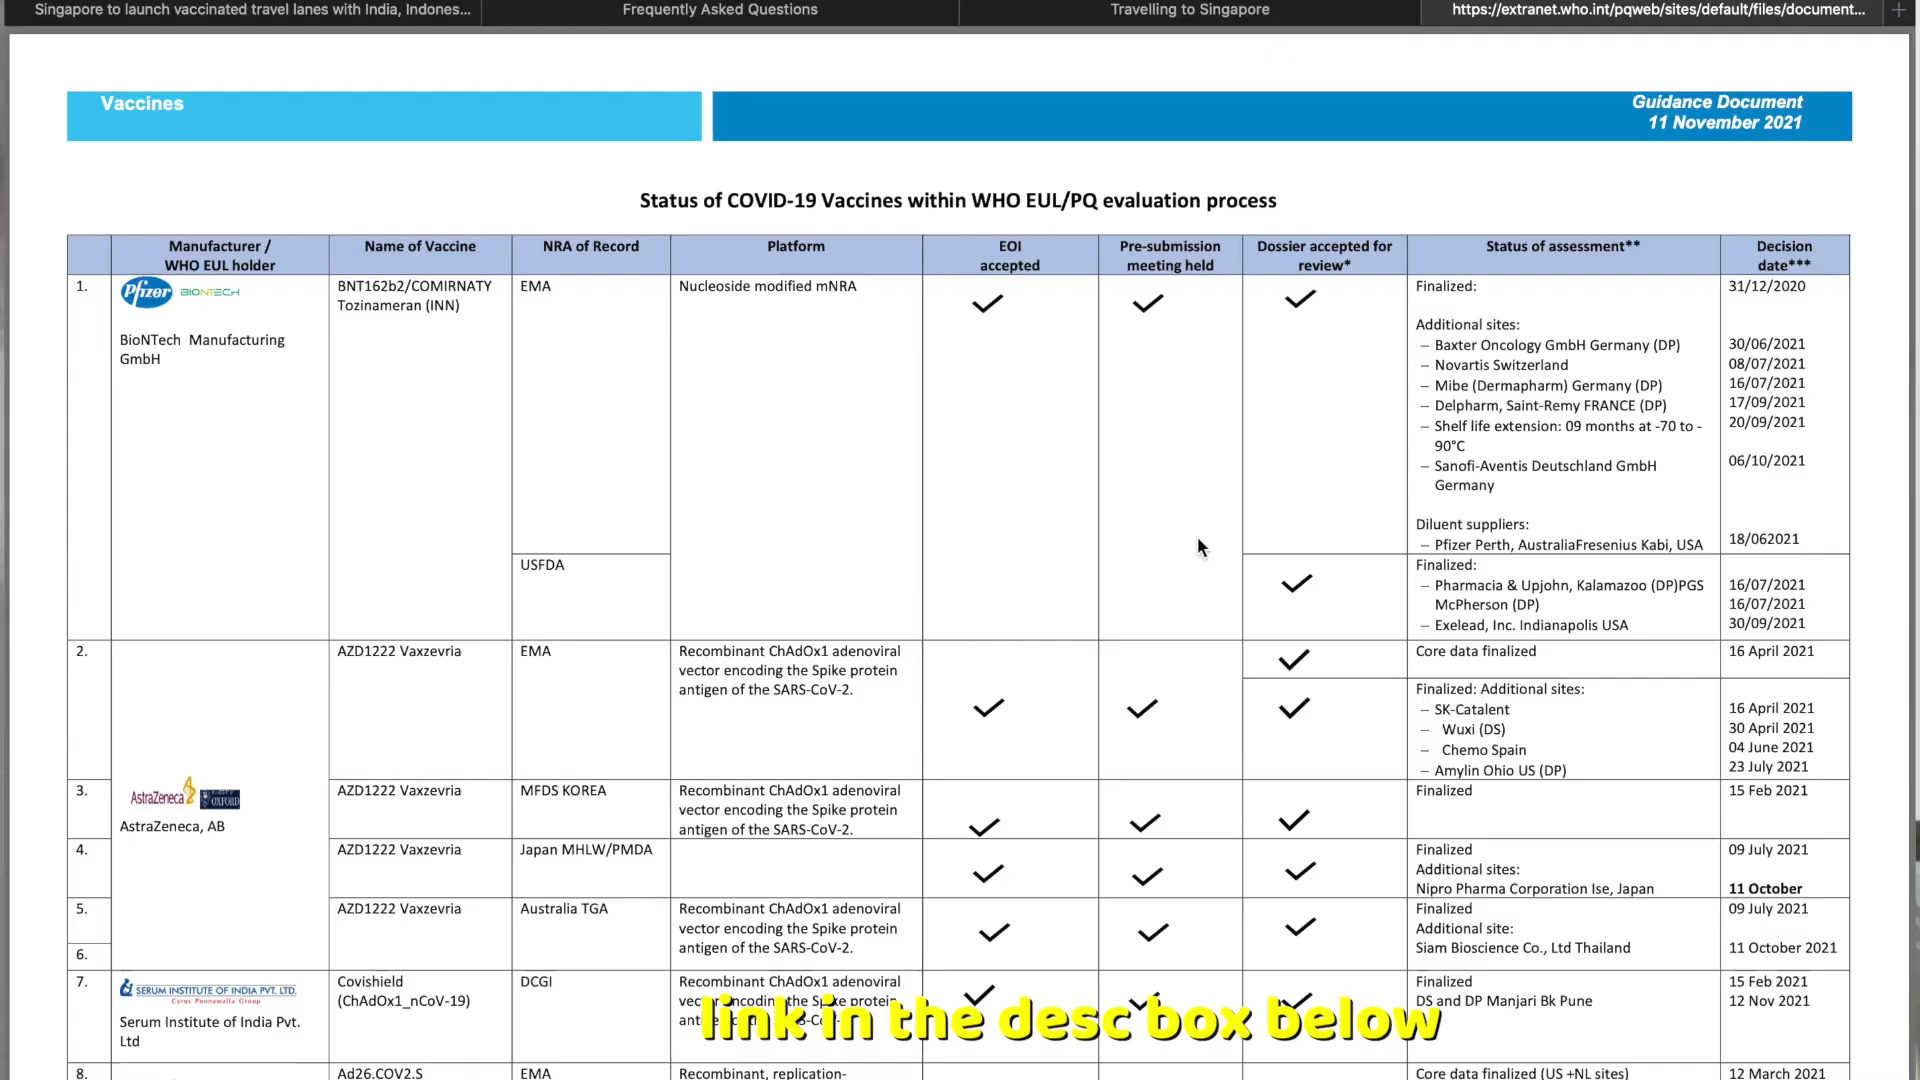 Singapore to launch vaccinated travel lanes with India, Indones...
Frequently Asked Questions
Travelling to Singapore
https://extranet.who.int/pqweb/sites/default/files/document...
Vaccines
Guidance Document
11 November 2021
Status of COVID-19 Vaccines within WHO EUL/PQ evaluation process
Manufacturer /
WHO EUL holder
Name of Vaccine
NRA of Record
Platform
EOI
accepted
Pre-submission
meeting held
Dossier accepted for
review*
Status of assessment**
Decision
date***
1.
Pfizer BIONTECH
BioNTech Manufacturing
GmbH
BNT162b2/COMIRNATY
Tozinameran (INN)
EMA
Nucleoside modified mNRA
Finalized:
31/12/2020
Additional sites:
– Baxter Oncology GmbH Germany (DP)
30/06/2021
– Novartis Switzerland
08/07/2021
– Mibe (Dermapharm) Germany (DP)
16/07/2021
– Delpharm, Saint-Remy FRANCE (DP)
17/09/2021
– Shelf life extension: 09 months at -70 to -
90°C
20/09/2021
– Sanofi-Aventis Deutschland GmbH
Germany
06/10/2021
Diluent suppliers:
– Pfizer Perth, AustraliaFresenius Kabi, USA
18/062021
USFDA
Finalized:
– Pharmacia & Upjohn, Kalamazoo (DP)PGS
McPherson (DP)
– Exelead, Inc. Indianapolis USA
16/07/2021
16/07/2021
30/09/2021
2.
AZD1222 Vaxzevria
EMA
Recombinant ChAdOx1 adenoviral
vector encoding the Spike protein
antigen of the SARS-CoV-2.
Core data finalized
16 April 2021
Finalized: Additional sites:
– SK-Catalent
16 April 2021
– Wuxi (DS)
30 April 2021
– Chemo Spain
04 June 2021
– Amylin Ohio US (DP)
23 July 2021
AstraZeneca OXFORD
AstraZeneca, AB
3.
AZD1222 Vaxzevria
MFDS KOREA
Recombinant ChAdOx1 adenoviral
vector encoding the Spike protein
antigen of the SARS-CoV-2.
Finalized
15 Feb 2021
4.
AZD1222 Vaxzevria
Japan MHLW/PMDA
Finalized
09 July 2021
Additional sites:
Nipro Pharma Corporation Ise, Japan
11 October
5.
AZD1222 Vaxzevria
Australia TGA
Recombinant ChAdOx1 adenoviral
vector encoding the Spike protein
antigen of the SARS-CoV-2.
Finalized
09 July 2021
Additional site:
Siam Bioscience Co., Ltd Thailand
11 October 2021
6.
7.
SERUM INSTITUTE OF INDIA PVT. LTD.
Cyrus Poonawalla Group
Serum Institute of India Pvt.
Ltd
Covishield
(ChAdOx1_nCoV-19)
DCGI
Recombinant ChAdOx1 adenoviral
Finalized
15 Feb 2021
DS and DP Manjari Bk Pune
12 Nov 2021
link in the desc box below
8.
Ad26.COV2.S
EMA
Recombinant, replication-
Core data finalized (US +NL sites)
12 March 2021